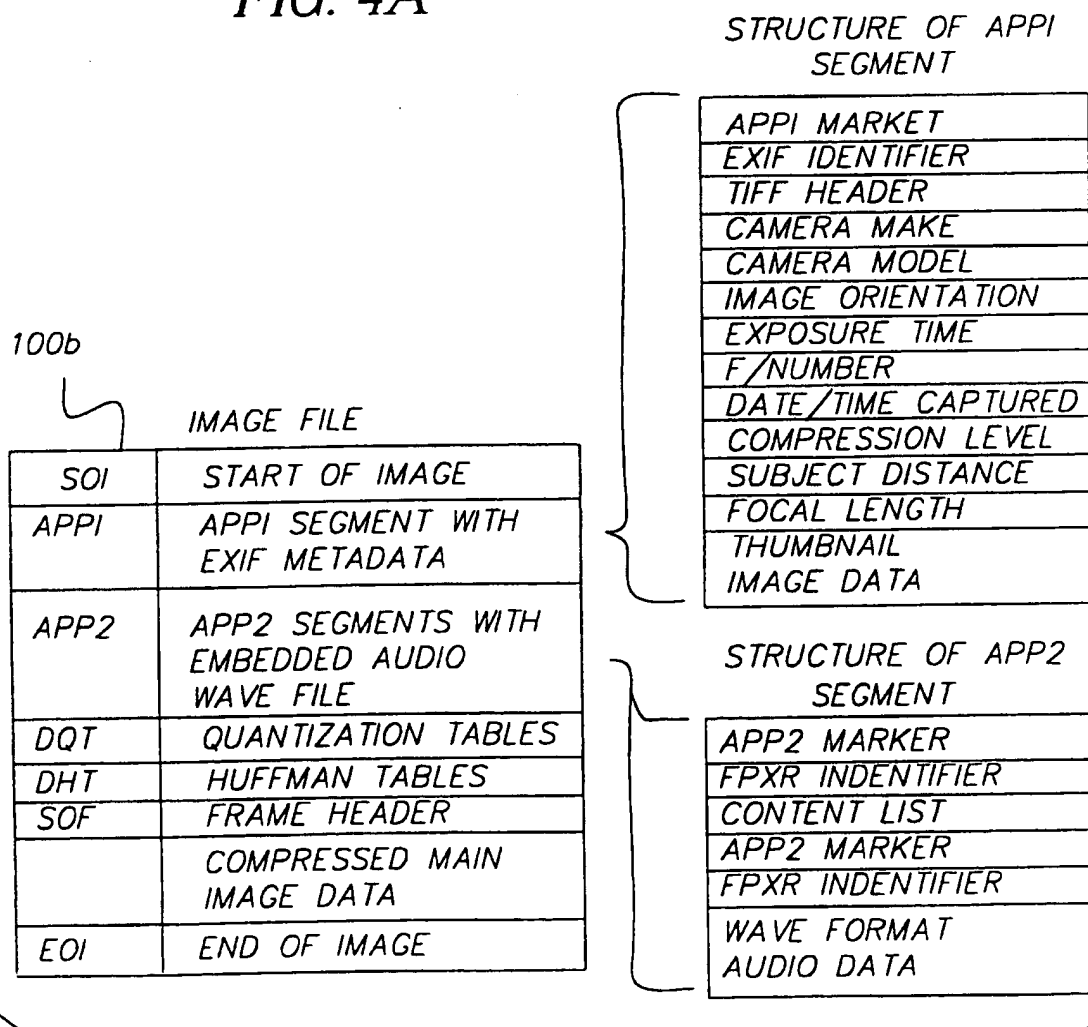 FIG. 4A
STRUCTURE OF APP1
SEGMENT
APP1 MARKET
EXIF IDENTIFIER
TIFF HEADER
CAMERA MAKE
CAMERA MODEL
IMAGE ORIENTATION
EXPOSURE TIME
F/NUMBER
DATE/TIME CAPTURED
COMPRESSION LEVEL
SUBJECT DISTANCE
FOCAL LENGTH
THUMBNAIL
IMAGE DATA
100b
IMAGE FILE
SOI START OF IMAGE
APP1 APP1 SEGMENT WITH
EXIF METADATA
APP2 APP2 SEGMENTS WITH
EMBEDDED AUDIO
WAVE FILE
DQT QUANTIZATION TABLES
DHT HUFFMAN TABLES
SOF FRAME HEADER
COMPRESSED MAIN
IMAGE DATA
EOI END OF IMAGE
STRUCTURE OF APP2
SEGMENT
APP2 MARKER
FPXR INDENTIFIER
CONTENT LIST
APP2 MARKER
FPXR INDENTIFIER
WAVE FORMAT
AUDIO DATA